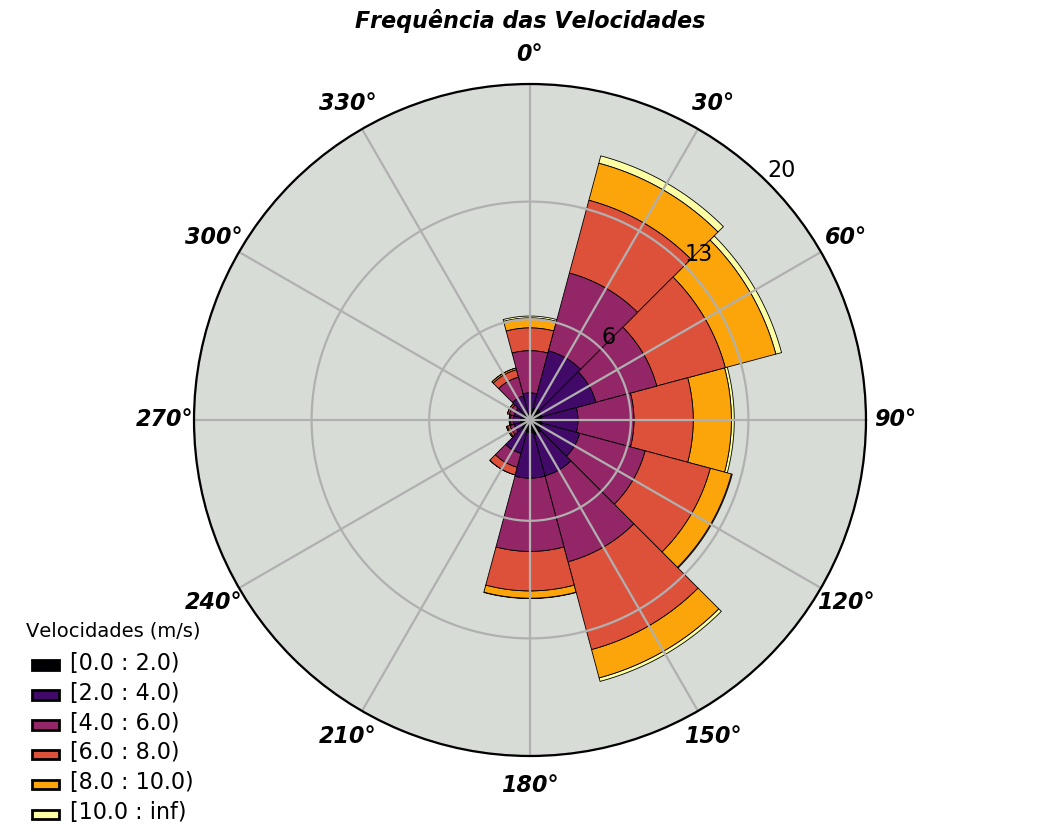 Frequência das Velocidades
0°
330°
30°
20
300°
60°
13
6
270°
90°
240°
120°
210°
150°
180°
Velocidades (m/s)
[0.0 : 2.0)
[2.0 : 4.0)
[4.0 : 6.0)
[6.0 : 8.0)
[8.0 : 10.0)
[10.0 : inf)